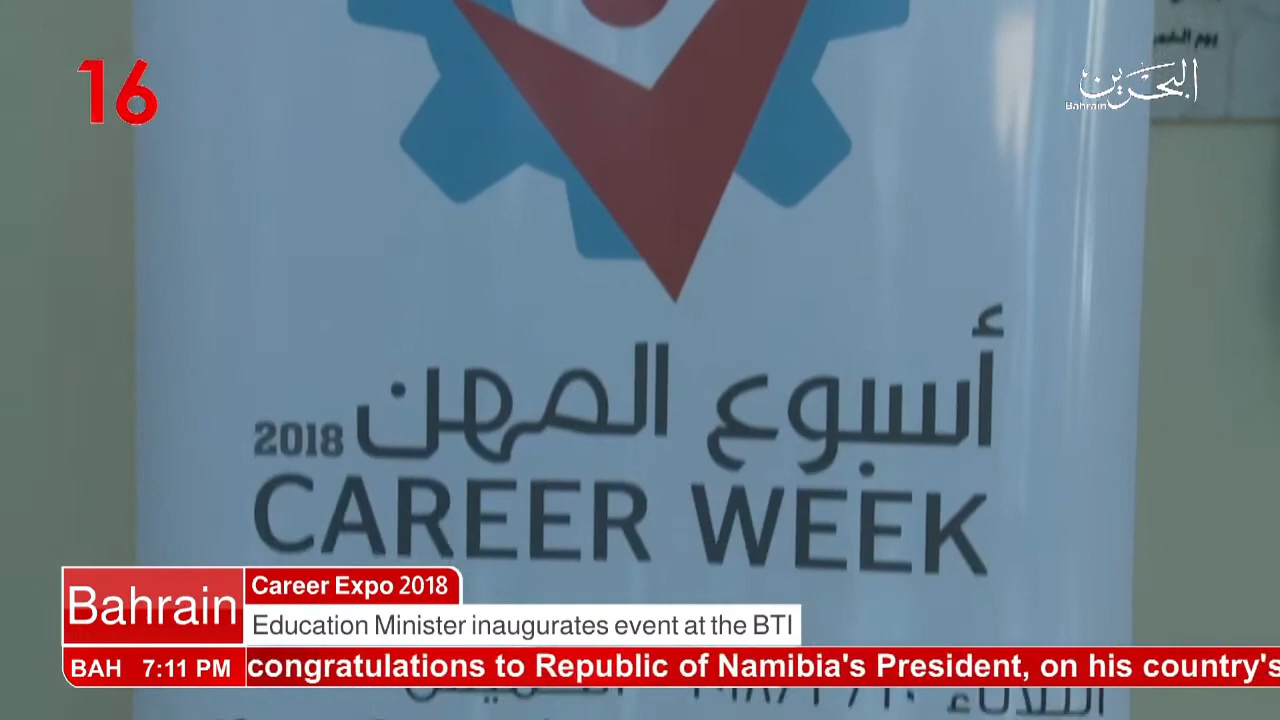 16
البحرين
Bahrain
أسبوع المهن 2018
CAREER WEEK
Career Expo 2018
Bahrain
Education Minister inaugurates event at the BTI
BAH 7:11 PM congratulations to Republic of Namibia's President, on his country's